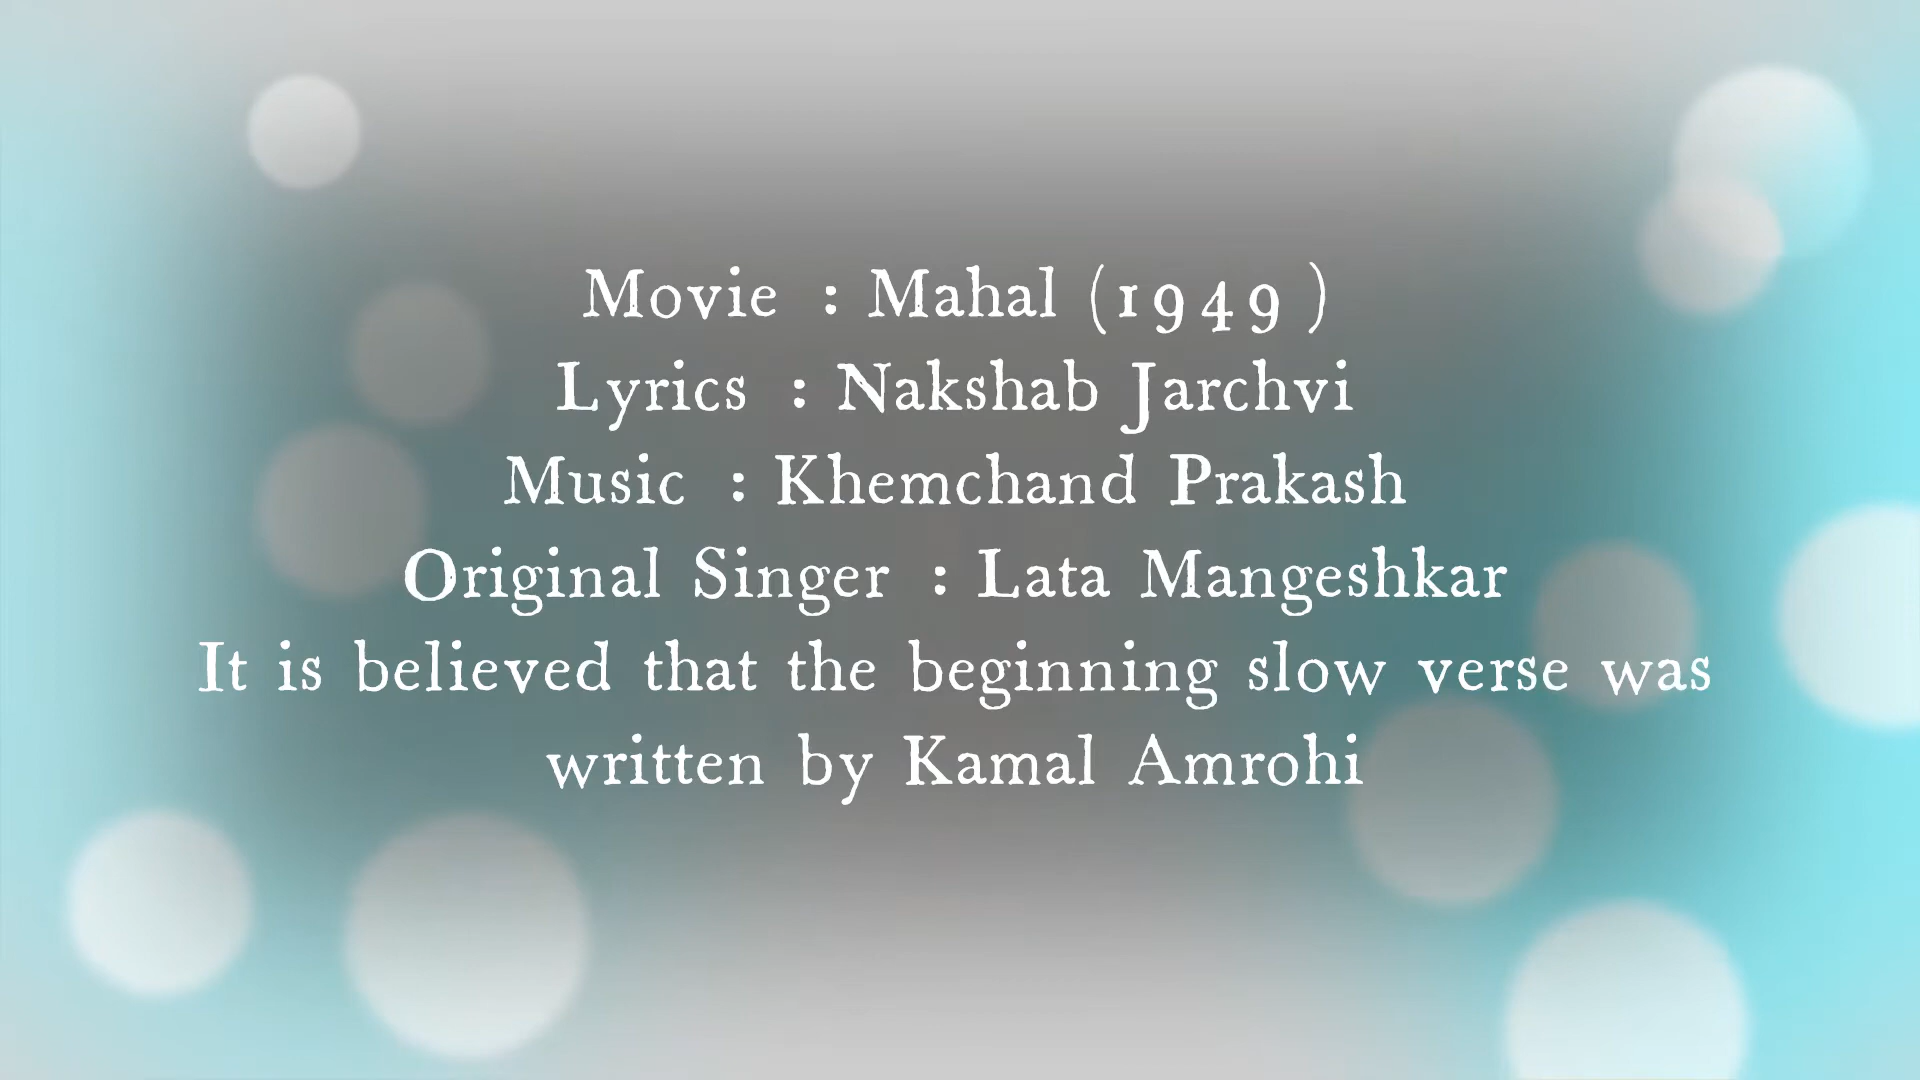 Movie : Mahal (1949 )
Lyrics : Nakshab Jarchvi
Music : Khemchand Prakash
Original Singer : Lata Mangeshkar
It is believed that the beginning slow verse was
written by Kamal Amrohi